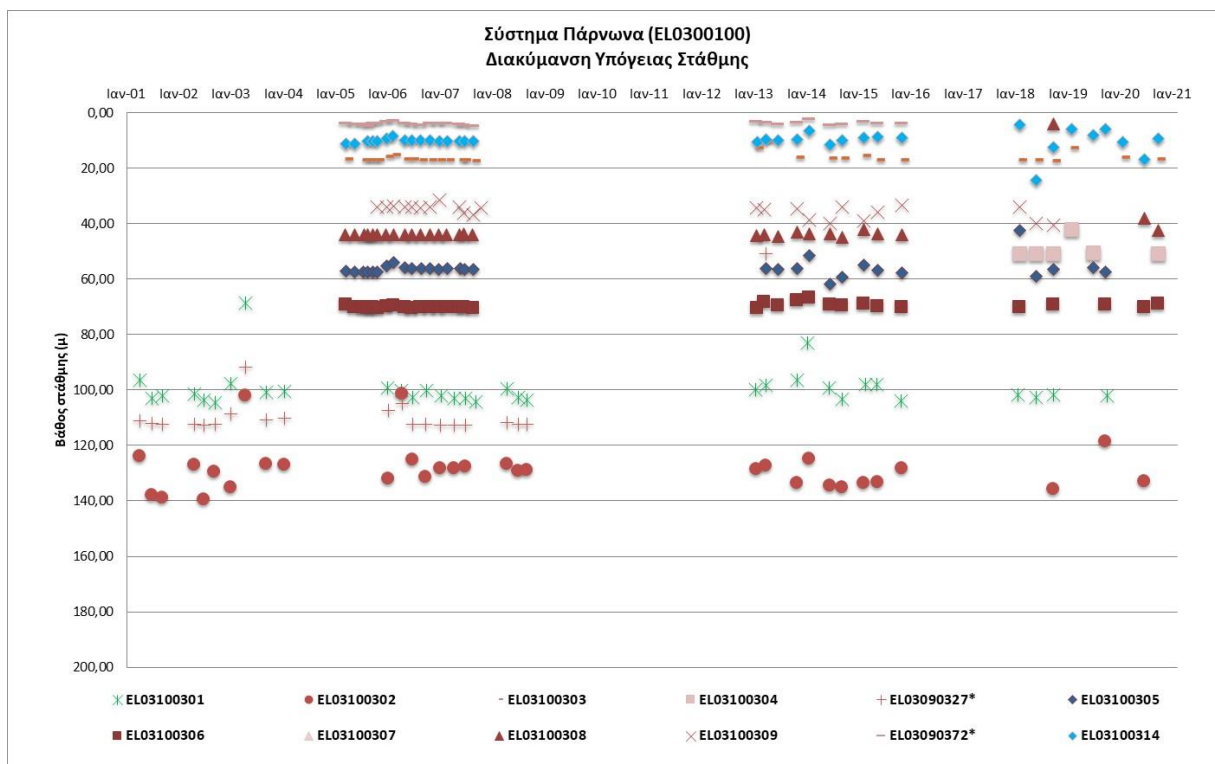 Σύστημα Πάρνωνα (EL0300100)
Διακύμανση Υπόγειας Στάθμης
Ιαν-01 Ιαν-02 Ιαν-03 Ιαν-04 Ιαν-05 Ιαν-06 Ιαν-07 Ιαν-08 Ιαν-09 Ιαν-10 Ιαν-11 Ιαν-12 Ιαν-13 Ιαν-14 Ιαν-15 Ιαν-16 Ιαν-17 Ιαν-18 Ιαν-19 Ιαν-20 Ιαν-21
0,00
20,00
40,00
60,00
80,00
100,00
120,00
140,00
160,00
180,00
200,00
Βάθος στάθμης (μ)
EL03100301 EL03100302 EL03100303 EL03100304 EL03090327* EL03100305
EL03100306 EL03100307 EL03100308 EL03100309 EL03090372* EL03100314